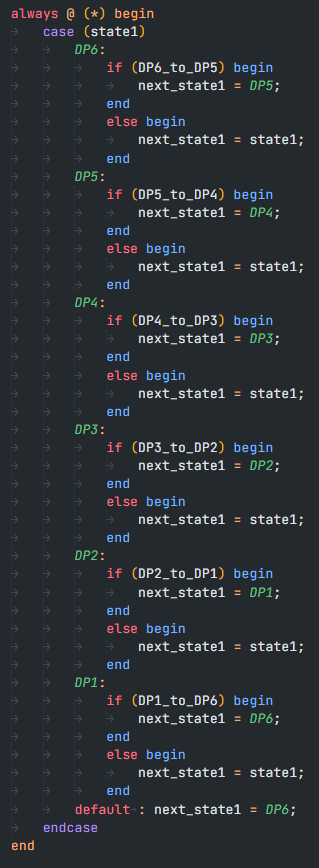 always @ (*) begin
case (state1)
DP6:
if (DP6_to_DP5) begin
next_state1 = DP5;
end
else begin
next_state1 = state1;
end
DP5:
if (DP5_to_DP4) begin
next_state1 = DP4;
end
else begin
next_state1 = state1;
end
DP4:
if (DP4_to_DP3) begin
next_state1 = DP3;
end
else begin
next_state1 = state1;
end
DP3:
if (DP3_to_DP2) begin
next_state1 = DP2;
end
else begin
next_state1 = state1;
end
DP2:
if (DP2_to_DP1) begin
next_state1 = DP1;
end
else begin
next_state1 = state1;
end
DP1:
if (DP1_to_DP6) begin
next_state1 = DP6;
end
else begin
next_state1 = state1;
end
default : next_state1 = DP6;
endcase
end